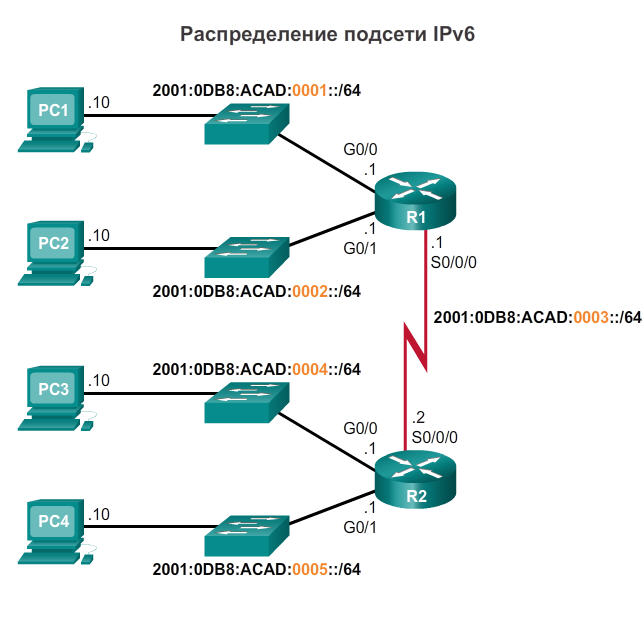 Распределение подсети IPv6
2001:0DB8:ACAD:0001::/64
PC1
.10
G0/0
.1
R1
PC2
.10
.1
G0/1
.1
S0/0/0
2001:0DB8:ACAD:0002::/64
2001:0DB8:ACAD:0003::/64
2001:0DB8:ACAD:0004::/64
PC3
.10
.2
S0/0/0
G0/0
.1
R2
PC4
.10
.1
G0/1
2001:0DB8:ACAD:0005::/64